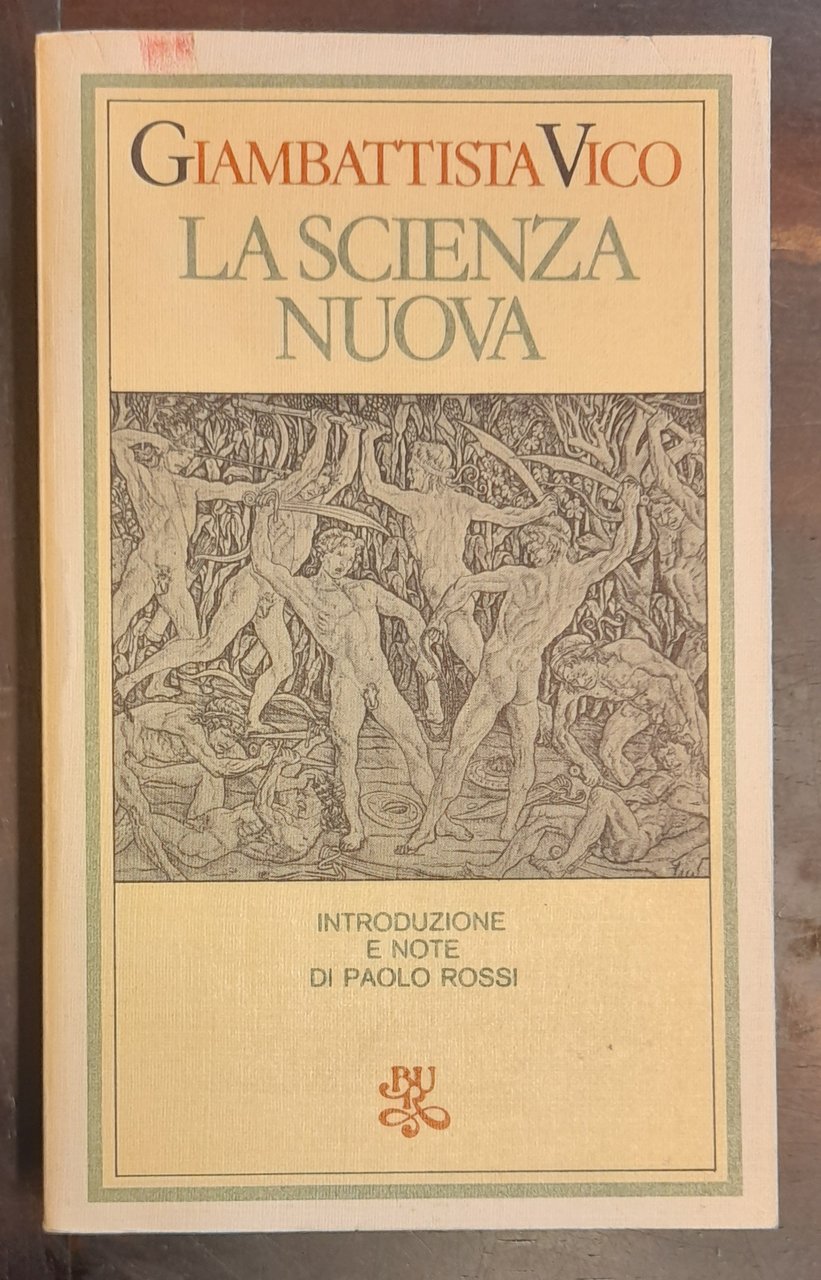 GIAMBATTISTA VICO
LA SCIENZA
NUOVA
INTRODUZIONE
E NOTE
DI PAOLO ROSSI
BUR